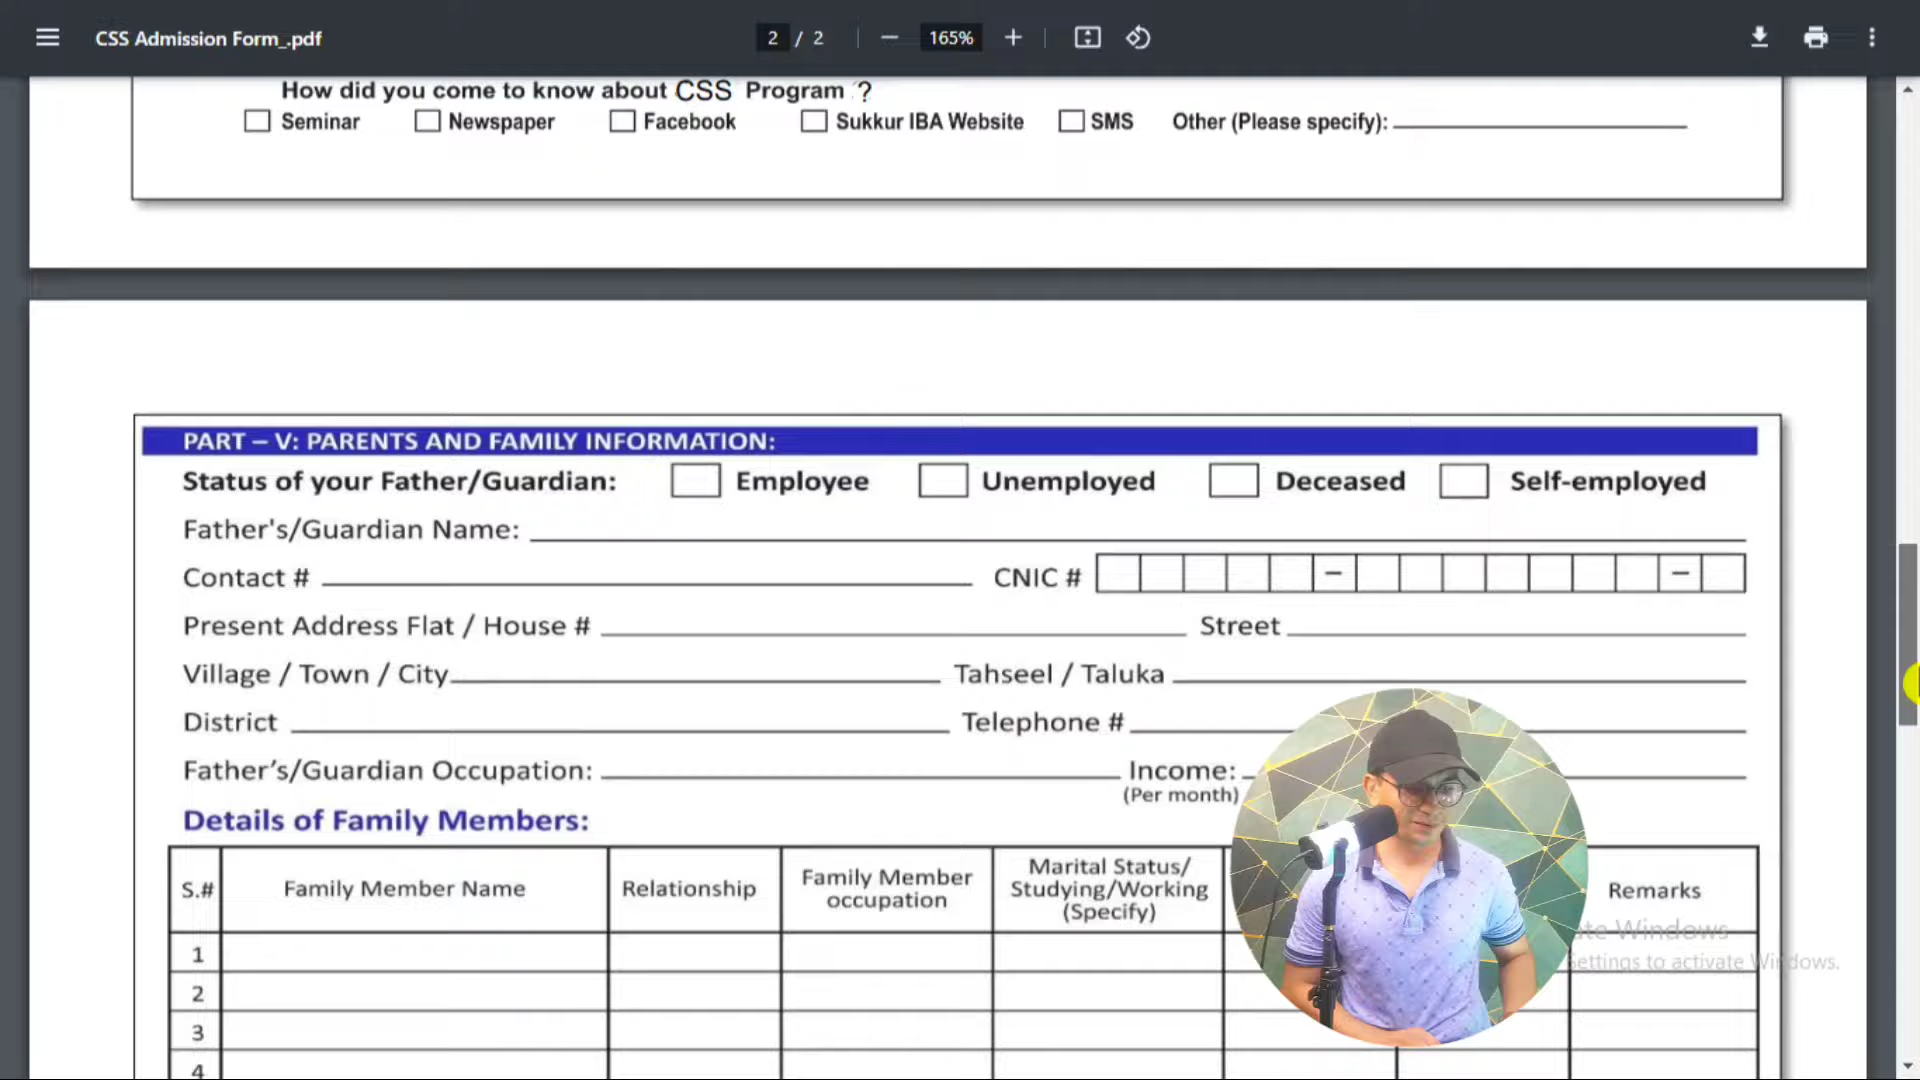 CSS Admission Form_.pdf
2 / 2
165%
How did you come to know about CSS Program ?
Seminar Newspaper Facebook Sukkur IBA Website SMS Other (Please specify):
PART – V: PARENTS AND FAMILY INFORMATION:
Status of your Father/Guardian: Employee Unemployed Deceased Self-employed
Father's/Guardian Name:
Contact # CNIC # – –
Present Address Flat / House # Street
Village / Town / City Tahseel / Taluka
District Telephone #
Father’s/Guardian Occupation: Income:
(Per month)
Details of Family Members:
S.# Family Member Name Relationship Family Member occupation Marital Status/ Studying/Working (Specify) Remarks
1
2
3
4
Windows
Settings to activate Windows.